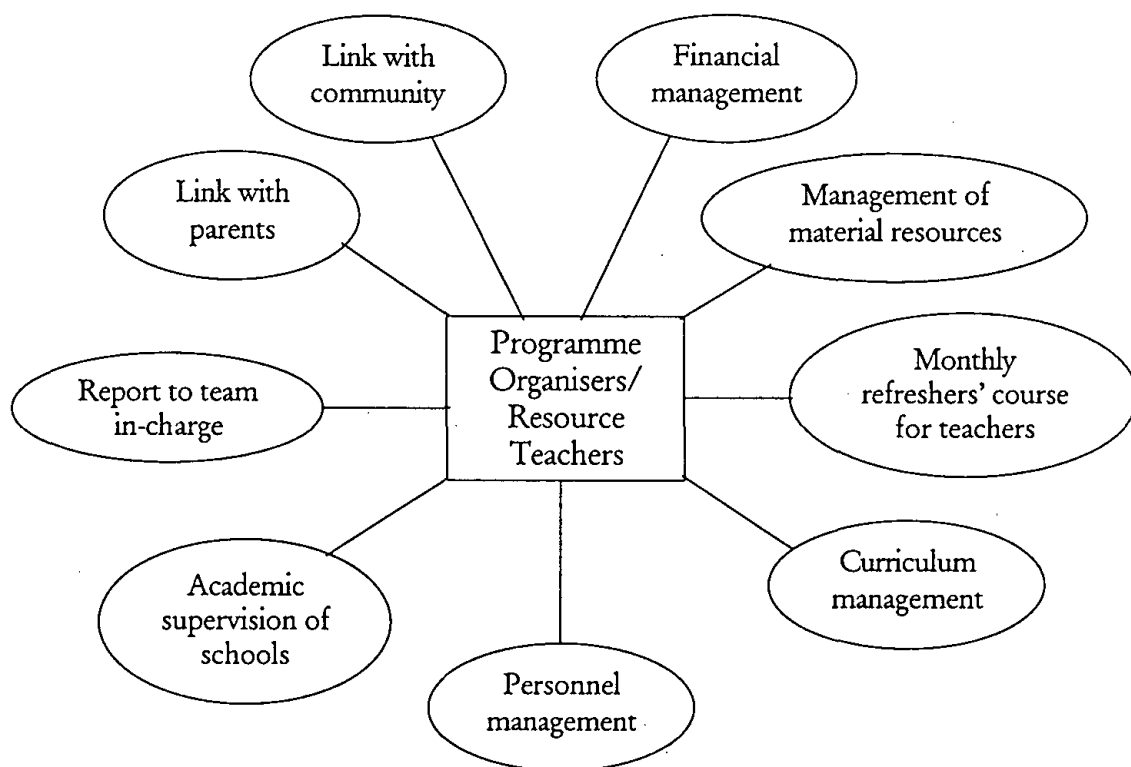 Link with
community
Financial
management
Link with
parents
Management of
material resources
Programme
Organisers/
Resource
Teachers
Monthly
refreshers' course
for teachers
Report to team
in-charge
Curriculum
management
Academic
supervision of
schools
Personnel
management